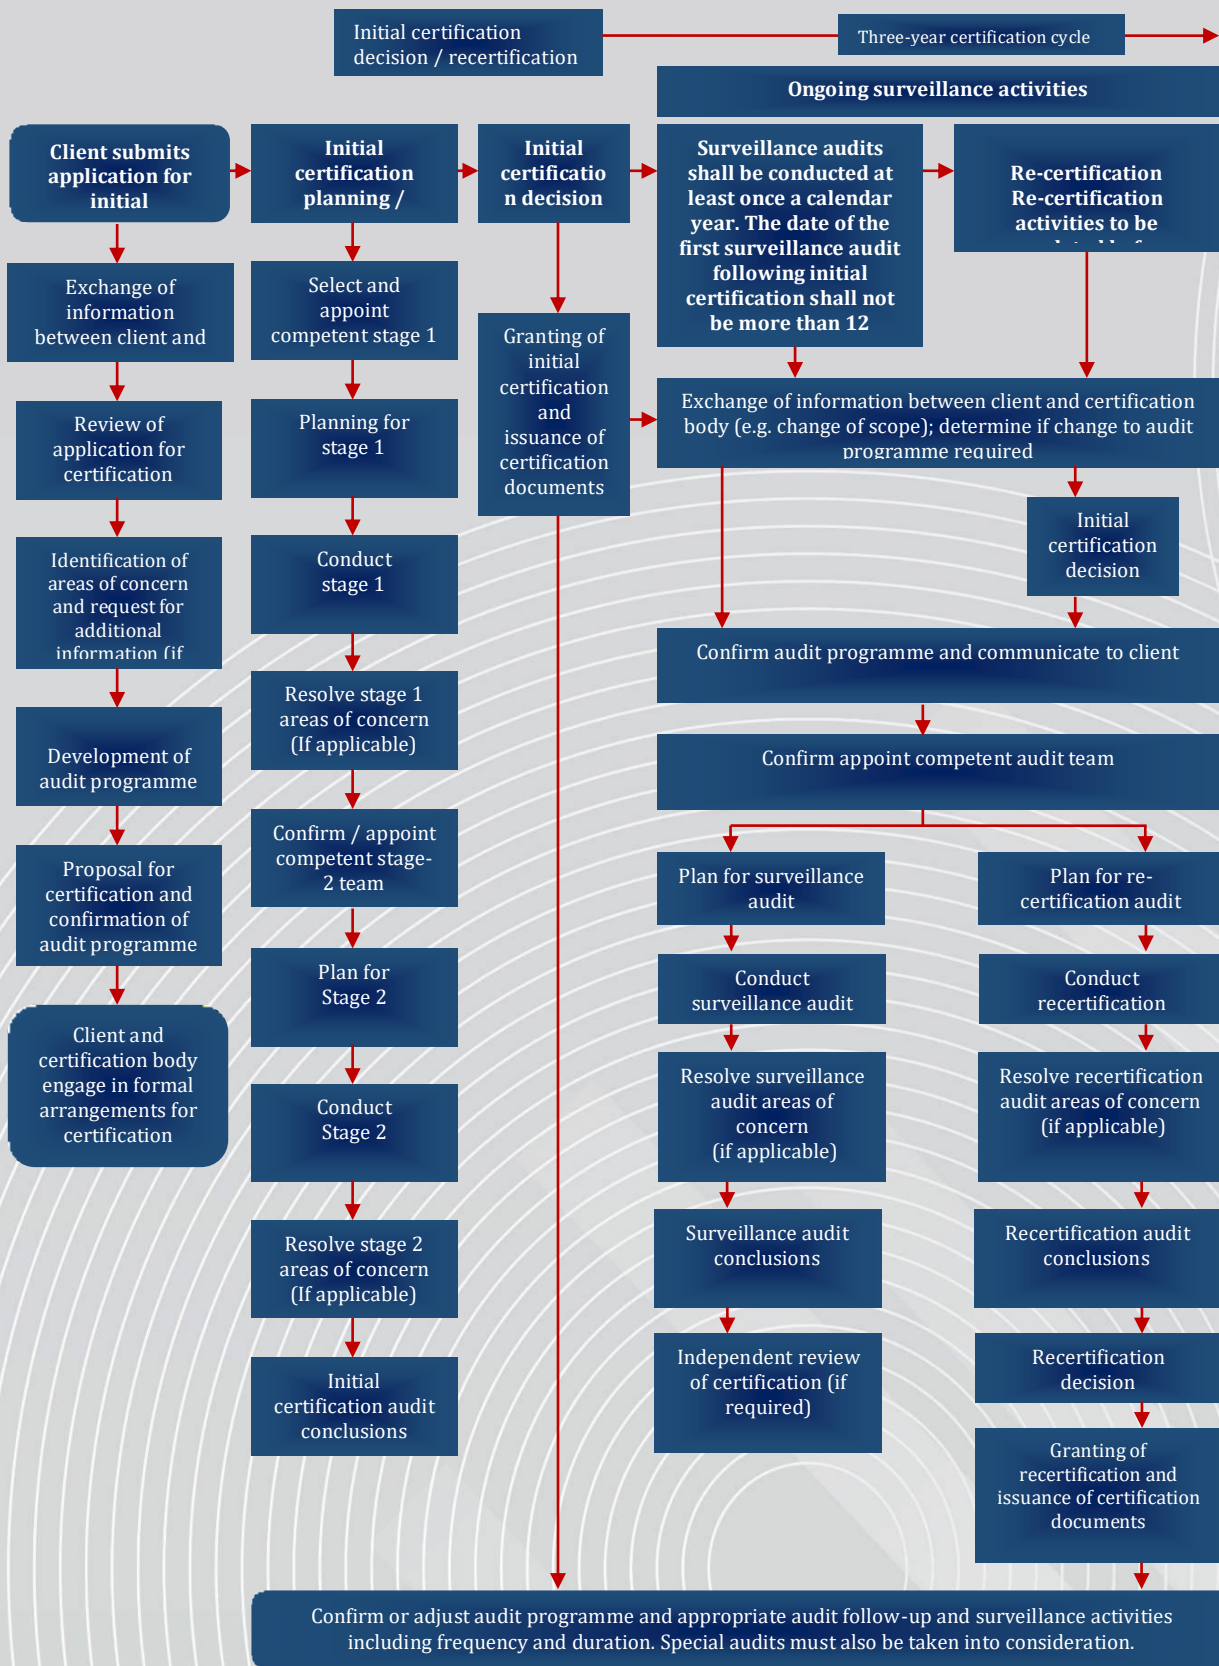 Initial certification
decision / recertification
Three-year certification cycle
Ongoing surveillance activities
Client submits
application for
initial
Initial
certification
planning /
Initial
certificatio
n decision
Surveillance audits
shall be conducted at
least once a calendar
year. The date of the
first surveillance audit
following initial
certification shall not
be more than 12
Re-certification
Re-certification
activities to be
Exchange of
information
between client and
Review of
application for
certification
Identification of
areas of concern
and request for
additional
information (if
Development of
audit programme
Proposal for
certification and
confirmation of
audit programme
Client and
certification body
engage in formal
arrangements for
certification
Select and
appoint
competent stage 1
Planning for
stage 1
Conduct
stage 1
Resolve stage 1
areas of concern
(If applicable)
Confirm / appoint
competent stage-
2 team
Plan for
Stage 2
Conduct
Stage 2
Resolve stage 2
areas of concern
(If applicable)
Initial
certification audit
conclusions
Granting of
initial
certification
and
issuance of
certification
documents
Exchange of information between client and certification
body (e.g. change of scope); determine if change to audit
programme required
Initial
certification
decision
Confirm audit programme and communicate to client
Confirm appoint competent audit team
Plan for surveillance
audit
Conduct
surveillance audit
Resolve surveillance
audit areas of
concern
(if applicable)
Surveillance audit
conclusions
Independent review
of certification (if
required)
Plan for re-
certification audit
Conduct
recertification
Resolve recertification
audit areas of concern
(if applicable)
Recertification audit
conclusions
Recertification
decision
Granting of
recertification and
issuance of certification
documents
Confirm or adjust audit programme and appropriate audit follow-up and surveillance activities
including frequency and duration. Special audits must also be taken into consideration.